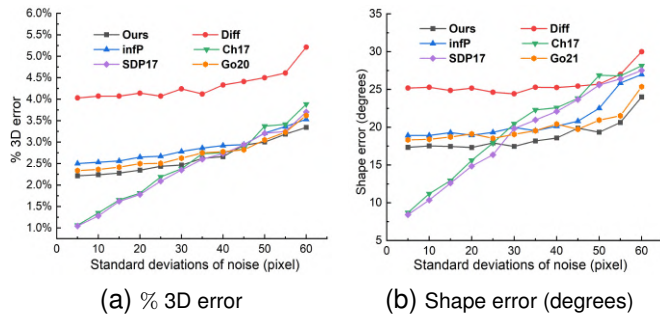 (a)
Ours
Diff
infP
Ch17
SDP17
Go20
% 3D error
6.0%
5.5%
5.0%
4.5%
4.0%
3.5%
3.0%
2.5%
2.0%
1.5%
1.0%
0 10 20 30 40 50 60
Standard deviations of noise (pixel)
(a) % 3D error
(b)
Ours
Diff
infP
Ch17
SDP17
Go21
Shape error (degrees)
35
30
25
20
15
10
5
0 10 20 30 40 50 60
Standard deviations of noise (pixel)
(b) Shape error (degrees)